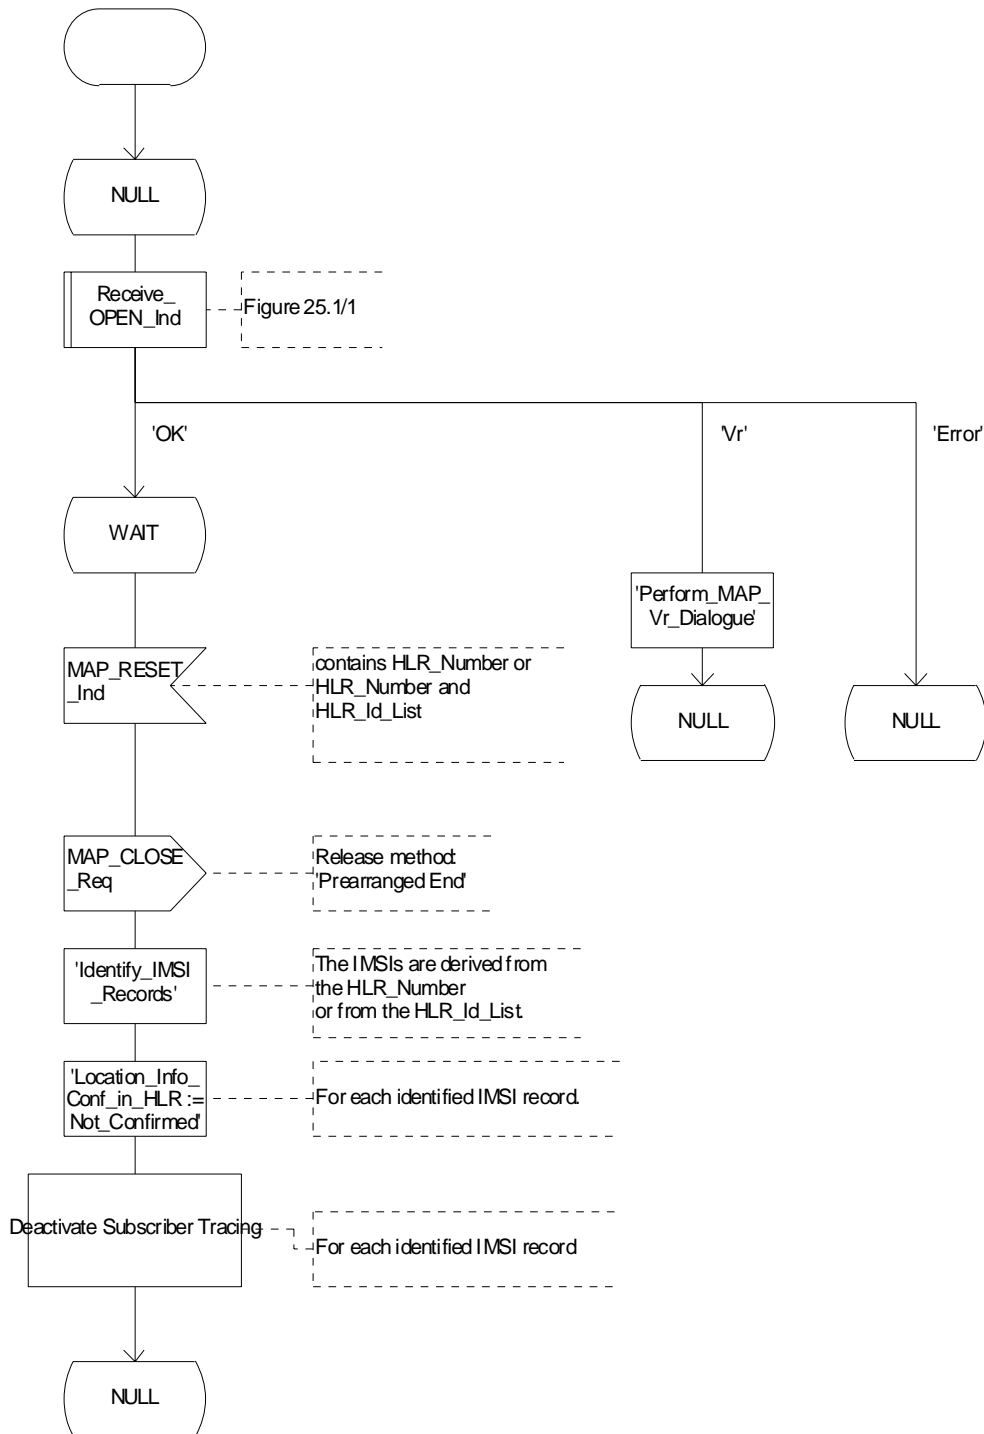 NULL
Receive_
OPEN_Ind
Figure 25.1/1
'OK'
'Vr'
'Error'
WAIT
'Perform_MAP_
Vr_Dialogue'
MAP_RESET
_Ind
contains HLR_Number or
HLR_Number and
HLR_Id_List
NULL
NULL
MAP_CLOSE
_Req
Release method:
'Prearranged End'
'Identify_IMSI
_Records'
The IMSIs are derived from
the HLR_Number
or from the HLR_Id_List.
'Location_Info_
Conf_in_HLR :=
Not_Confirmed'
For each identified IMSI record.
Deactivate Subscriber Tracing
For each identified IMSI record
NULL